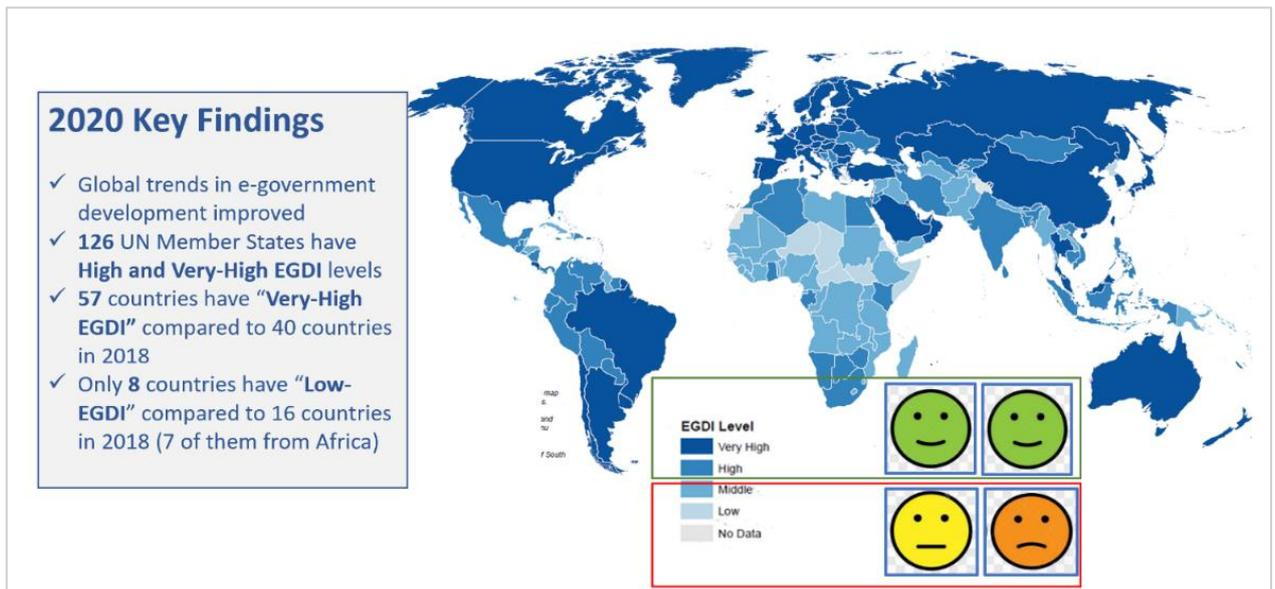 2020 Key Findings
✓ Global trends in e-government
development improved
✓ 126 UN Member States have
High and Very-High EGDI levels
✓ 57 countries have “Very-High
EGDI” compared to 40 countries
in 2018
✓ Only 8 countries have “Low-
EGDI” compared to 16 countries
in 2018 (7 of them from Africa)
map
s.
and
f South
EGDI Level
Very High
High
Middle
Low
No Data